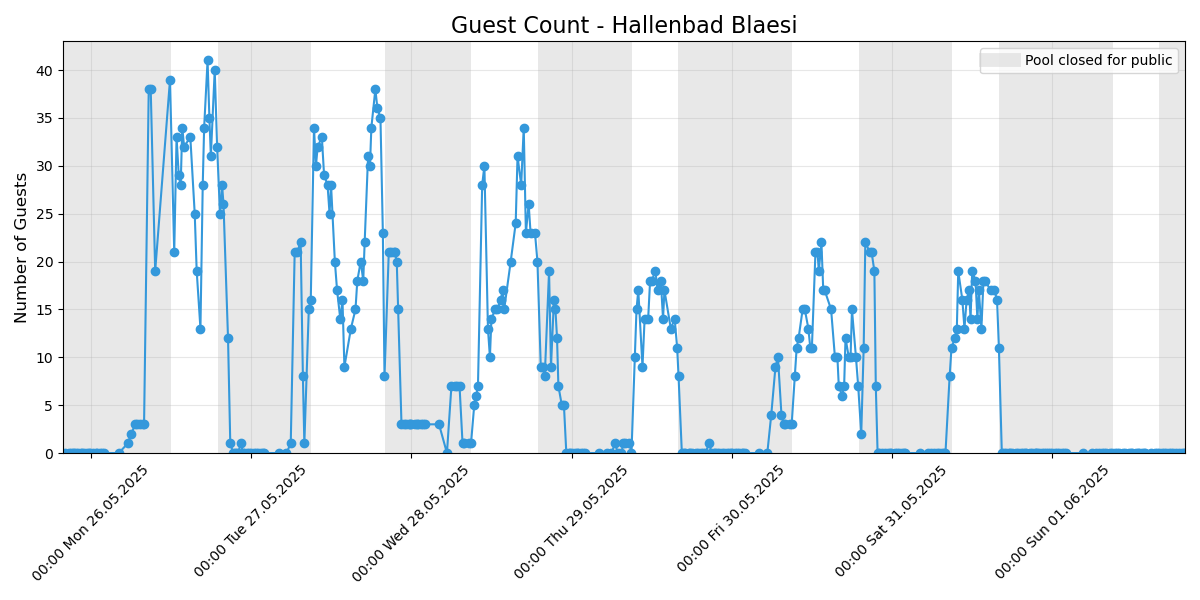 Guest Count - Hallenbad Blaesi
Pool closed for public
Number of Guests
40
35
30
25
20
15
10
5
0
00:00 Mon 26.05.2025
00:00 Tue 27.05.2025
00:00 Wed 28.05.2025
00:00 Thu 29.05.2025
00:00 Fri 30.05.2025
00:00 Sat 31.05.2025
00:00 Sun 01.06.2025